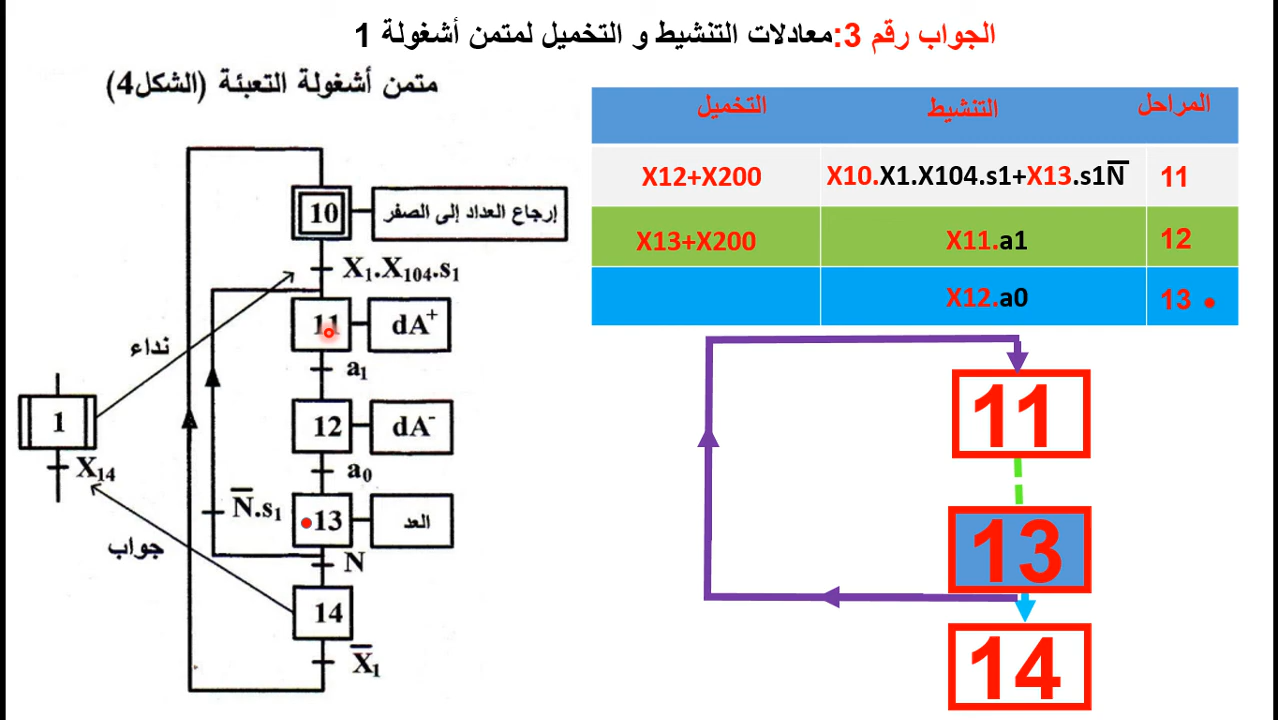 الجواب رقم 3:معادلات التنشيط و التخميل لمتمن أشغولة 1
متمن أشغولة التعبئة (الشكل4)
المراحل التنشيط التخميل
11 X10.X1.X104.s1+X13.s1N̅ X12+X200
12 X11.a1 X13+X200
13 X12.a0
10 إرجاع العداد إلى الصفر
X₁.X₁₀₄.s₁
11 dA⁺
نداء
a₁
1
12 dA⁻
X₁₄
a₀
N̅.s₁
13 العد
جواب
N
14
X̅₁
11
13
14